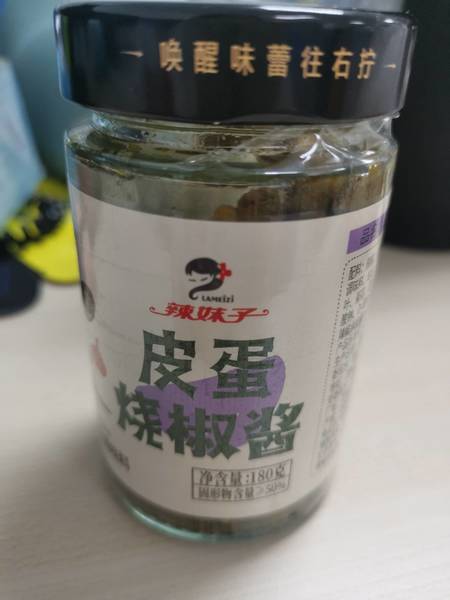 唤醒味蕾往右拧
LAMEIZI
辣妹子
皮蛋
烧椒酱
净含量:180克
固形物含量≥50%